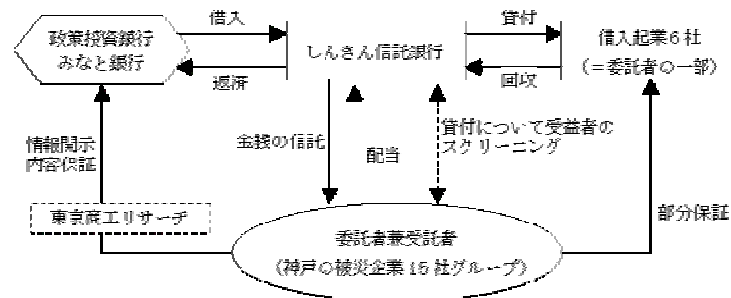 借入
貸付
政策投資銀行
みなと銀行
しんきん信託銀行
借入起業6社
(=委託者の一部)
返済
回収
情報開示
内容保証
金銭の信託
配当
貸付について受益者の
スクリーニング
東京商工リサーチ
部分保証
委託者兼受託者
(神戸の被災企業15社グループ)